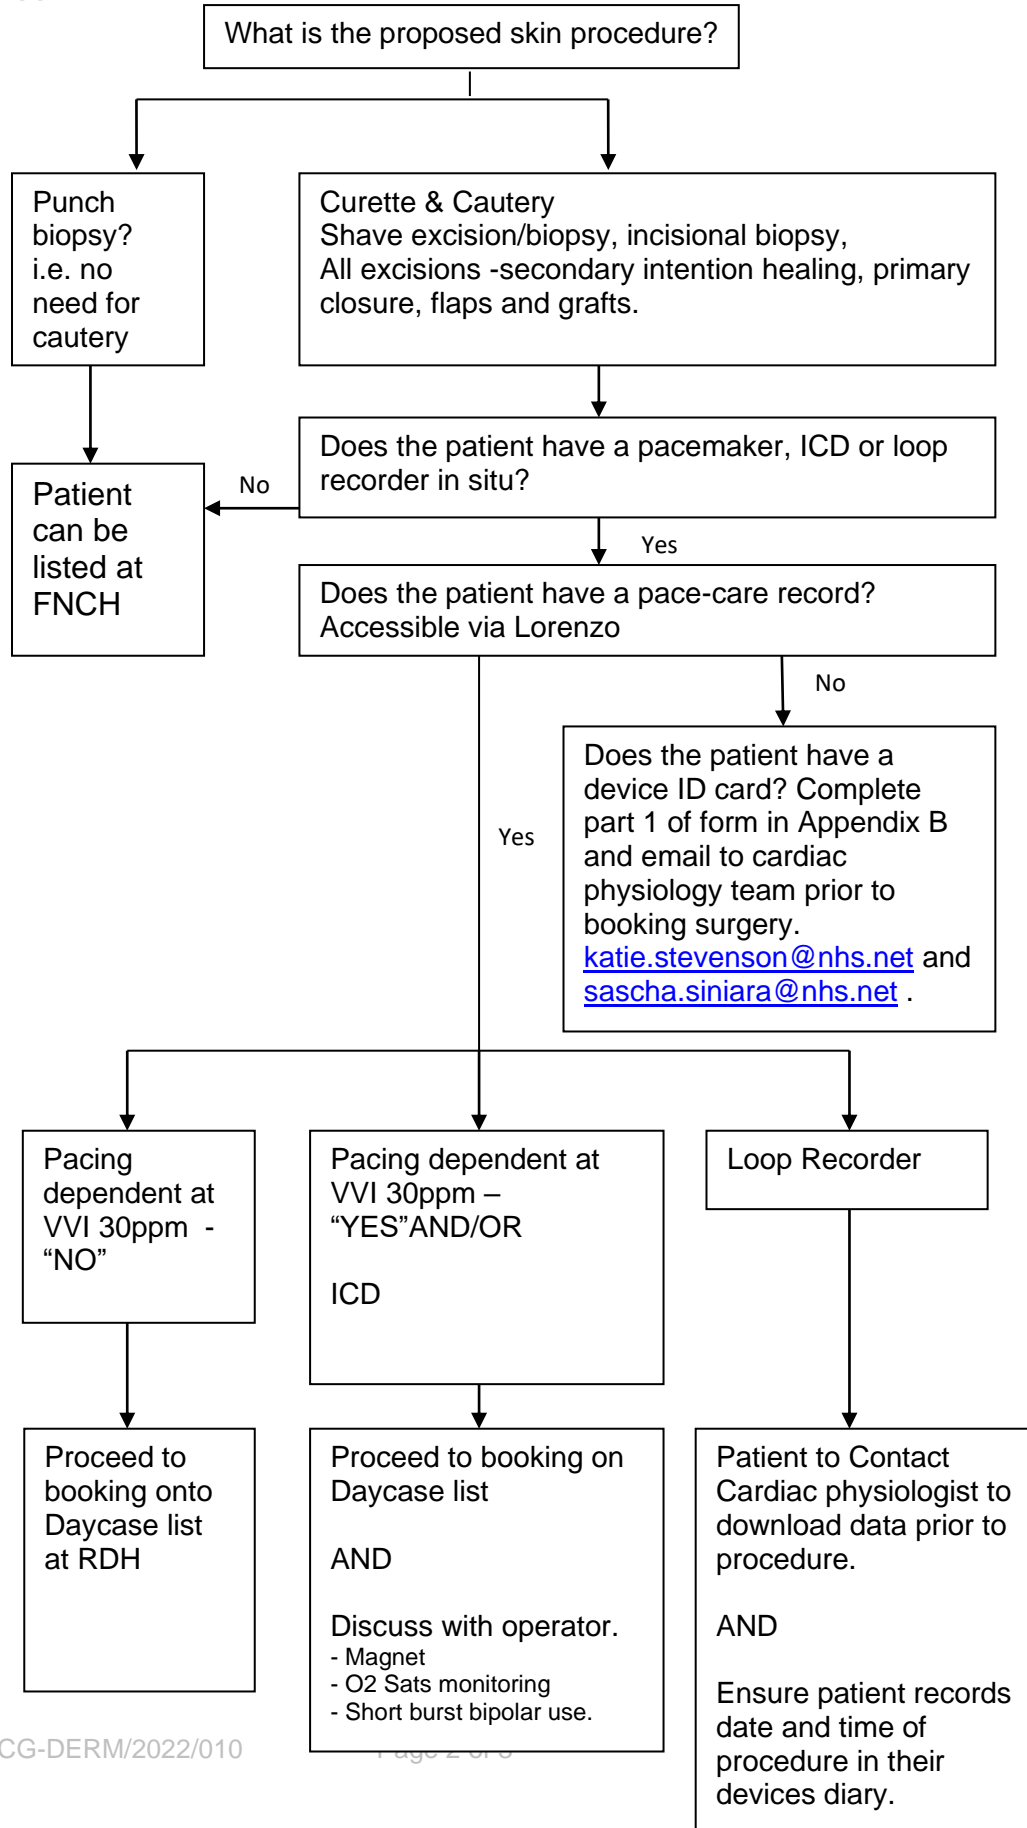 What is the proposed skin procedure?
Punch
biopsy?
i.e. no
need for
cautery
Curette & Cautery
Shave excision/biopsy, incisional biopsy,
All excisions -secondary intention healing, primary
closure, flaps and grafts.
Does the patient have a pacemaker, ICD or loop
recorder in situ?
No
Patient
can be
listed at
FNCH
Yes
Does the patient have a pace-care record?
Accessible via Lorenzo
No
Does the patient have a
device ID card? Complete
part 1 of form in Appendix B
and email to cardiac
physiology team prior to
booking surgery.
katie.stevenson@nhs.net and
sascha.siniara@nhs.net .
Yes
Pacing
dependent at
VVI 30ppm -
“NO”
Pacing dependent at
VVI 30ppm –
“YES”AND/OR
ICD
Loop Recorder
Proceed to
booking onto
Daycase list
at RDH
Proceed to booking on
Daycase list
AND
Discuss with operator.
- Magnet
- O2 Sats monitoring
- Short burst bipolar use.
Patient to Contact
Cardiac physiologist to
download data prior to
procedure.
AND
Ensure patient records
date and time of
procedure in their
devices diary.
CG-DERM/2022/010
Page 2 of